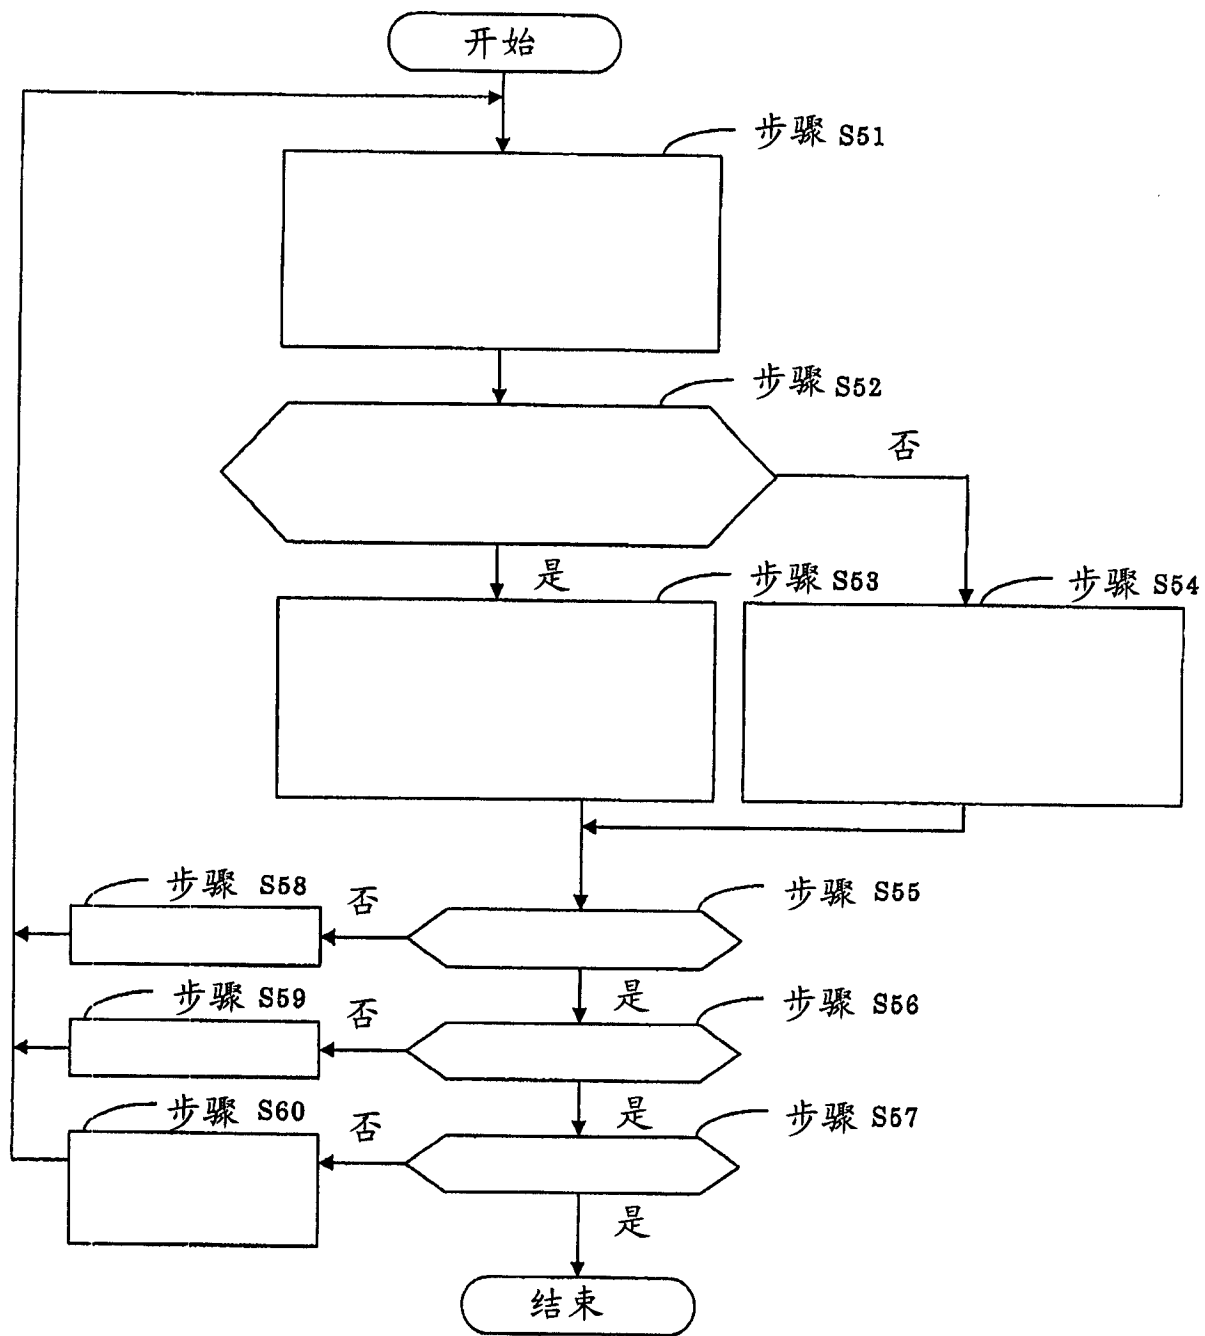 开始
步骤 S51
步骤 S52
否
是
步骤 S53
步骤 S54
步骤 S58
否
步骤 S55
是
步骤 S59
否
步骤 S56
是
步骤 S60
否
步骤 S57
是
结束